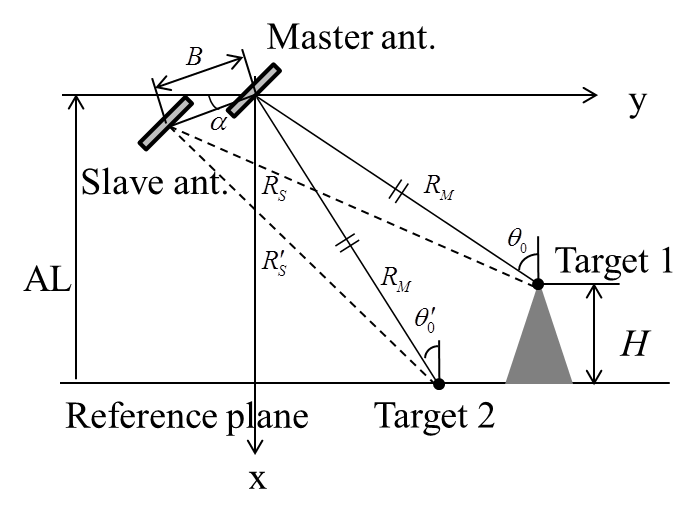 Master ant.
B
y
α
Slave ant.
R_S
R_M
θ_0
Target 1
AL
R'_S
R_M
θ'_0
H
Reference plane
Target 2
x